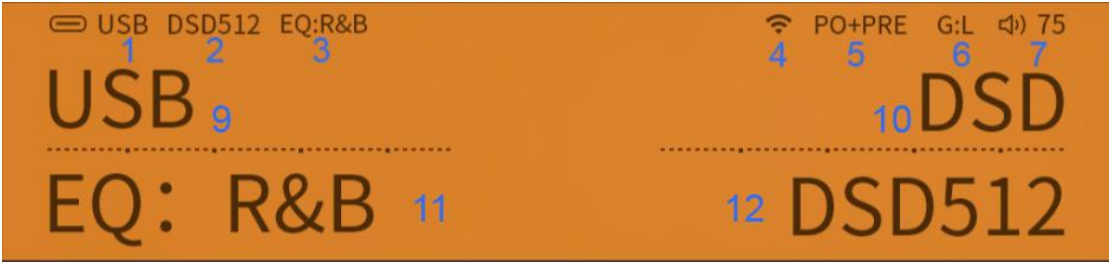 USB DSD512 EQ:R&B PO+PRE G:L 75
1 2 3 4 5 6 7
USB 9 10 DSD
EQ: R&B 11 12 DSD512